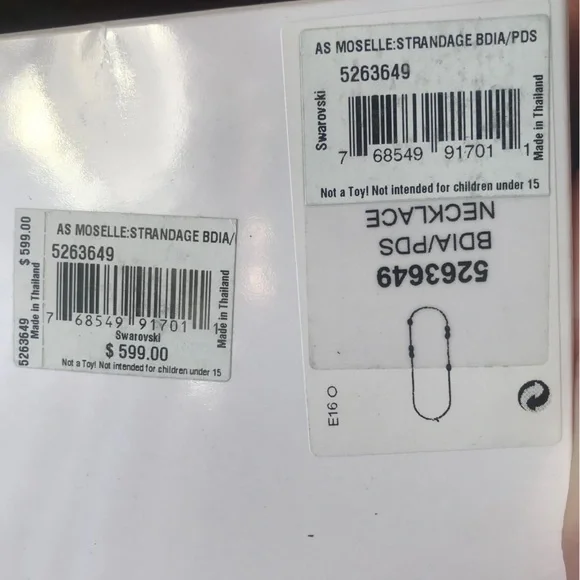 AS MOSELLE:STRANDAGE BDIA/PDS
5263649
Swarovski
7 68549 91701 1
Made in Thailand
Not a Toy! Not intended for children under 15
NECKLACE
BDIA/PDS
5263649
E16 O
$ 599.00
Made in Thailand
5263649
AS MOSELLE:STRANDAGE BDIA/
5263649
7 68549 91701 1
Made in Thailand
Swarovski
$ 599.00
Not a Toy! Not intended for children under 15